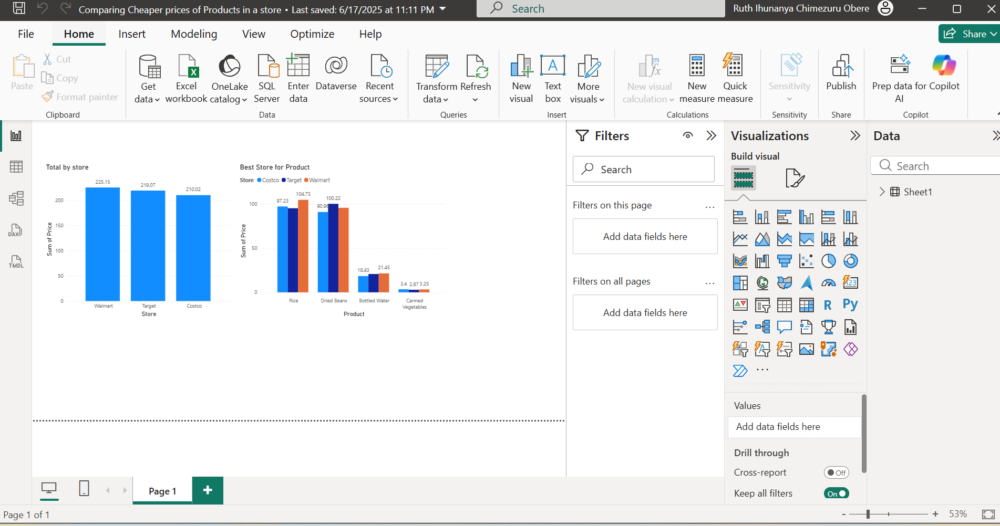 Comparing Cheaper prices of Products in a store • Last saved: 6/17/2025 at 11:11 PM
Search
Ruth Ihunanya Chimezuru Obere
File
Home
Insert
Modeling
View
Optimize
Help
Share
Paste
Cut
Copy
Format painter
Clipboard
Get
data
Excel
workbook
OneLake
catalog
SQL
Server
Enter
data
Dataverse
Recent
sources
Data
Transform
data
Refresh
Queries
New
visual
Text
box
More
visuals
Insert
New visual
calculation
New
measure
Quick
measure
Calculations
Sensitivity
Sensitivity
Publish
Share
Prep data for
AI
Copilot
Copilot
DAX
TMDL
Total by store
Sum of Price
200
150
100
50
0
225.15
219.07
210.02
Walmart
Target
Costco
Store
Best Store for Product
Store Costco Target Walmart
Sum of Price
100
50
0
97.23
104.73
90.96
100.22
18.43
21.45
3.4
2.87
3.25
Rice
Dried Beans
Bottled Water
Canned
Vegetables
Product
Filters
Search
Filters on this page
...
Add data fields here
Filters on all pages
...
Add data fields here
Visualizations
Build visual
123
R
Py
...
Values
Add data fields here
Drill through
Cross-report
Off
Keep all filters
On
Data
Search
Sheet1
Page 1
+
Page 1 of 1
- + 53%